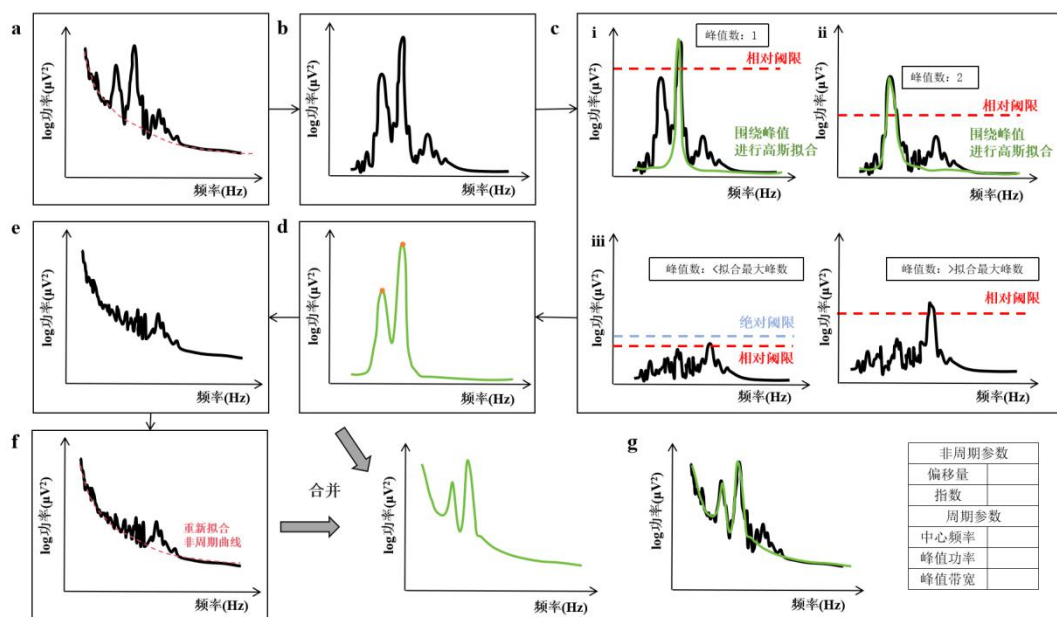 a
log功率(μV²)
频率(Hz)
b
log功率(μV²)
频率(Hz)
c
i
峰值数: 1
相对阈限
围绕峰值
进行高斯拟合
log功率(μV²)
频率(Hz)
ii
峰值数: 2
相对阈限
围绕峰值
进行高斯拟合
log功率(μV²)
频率(Hz)
iii
峰值数: <拟合最大峰数
绝对阈限
相对阈限
log功率(μV²)
频率(Hz)
峰值数: >拟合最大峰数
相对阈限
log功率(μV²)
频率(Hz)
e
log功率(μV²)
频率(Hz)
d
log功率(μV²)
频率(Hz)
f
log功率(μV²)
重新拟合
非周期曲线
频率(Hz)
合并
log功率(μV²)
频率(Hz)
g
log功率(μV²)
频率(Hz)
非周期参数
偏移量
指数
周期参数
中心频率
峰值功率
峰值带宽